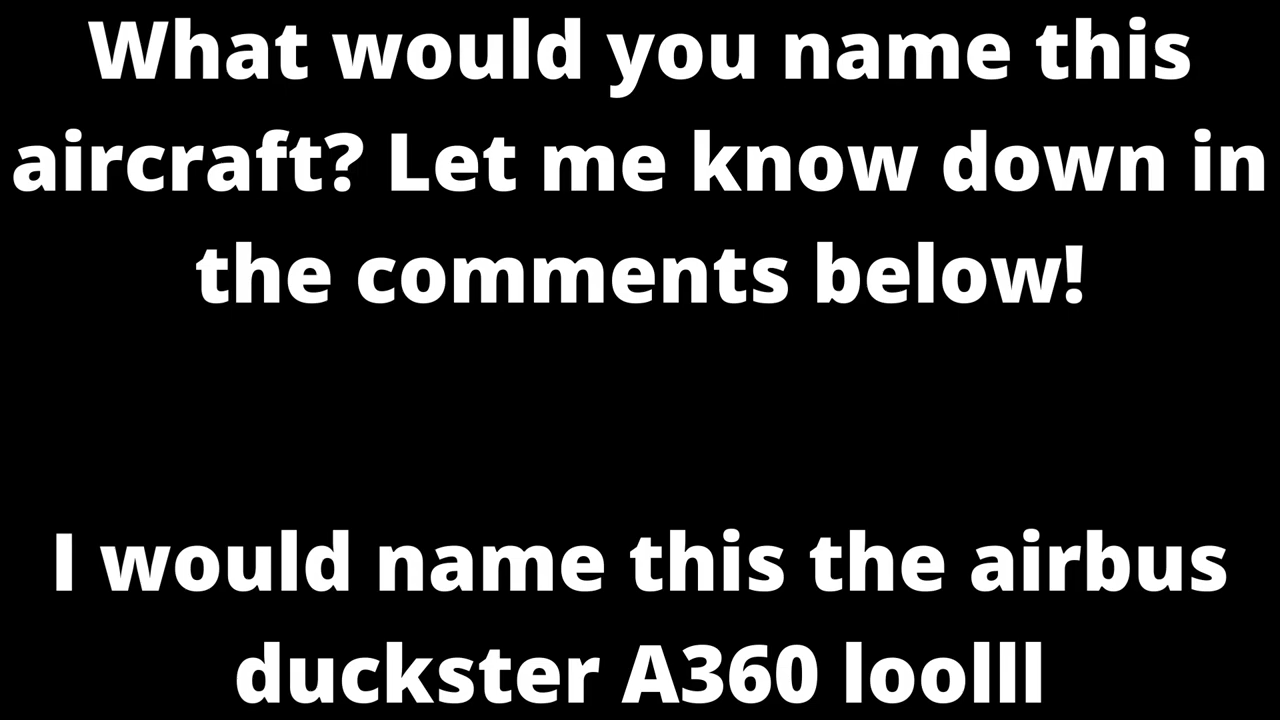 What would you name this
aircraft? Let me know down in
the comments below!
I would name this the airbus
duckster A360 loolll